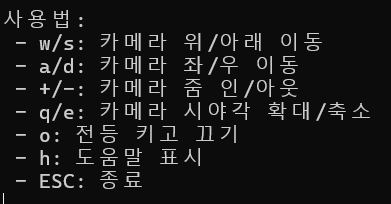 사용법:
- w/s: 카메라 위/아래 이동
- a/d: 카메라 좌/우 이동
- +/-: 카메라 줌 인/아웃
- q/e: 카메라 시야각 확대/축소
- o: 전등 키고 끄기
- h: 도움말 표시
- ESC: 종료